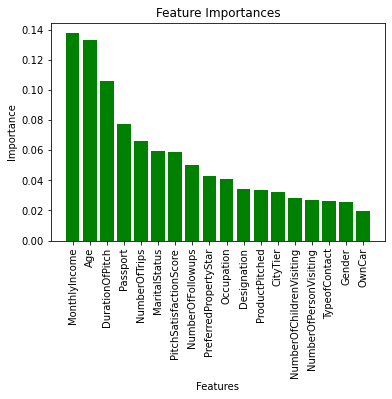 Feature Importances
Importance
0.14
0.12
0.10
0.08
0.06
0.04
0.02
0.00
MonthlyIncome
Age
DurationOfPitch
Passport
NumberOfTrips
MaritalStatus
PitchSatisfactionScore
NumberOfFollowups
PreferredPropertyStar
Occupation
Designation
ProductPitched
CityTier
NumberOfChildrenVisiting
NumberOfPersonVisiting
TypeofContact
Gender
OwnCar
Features